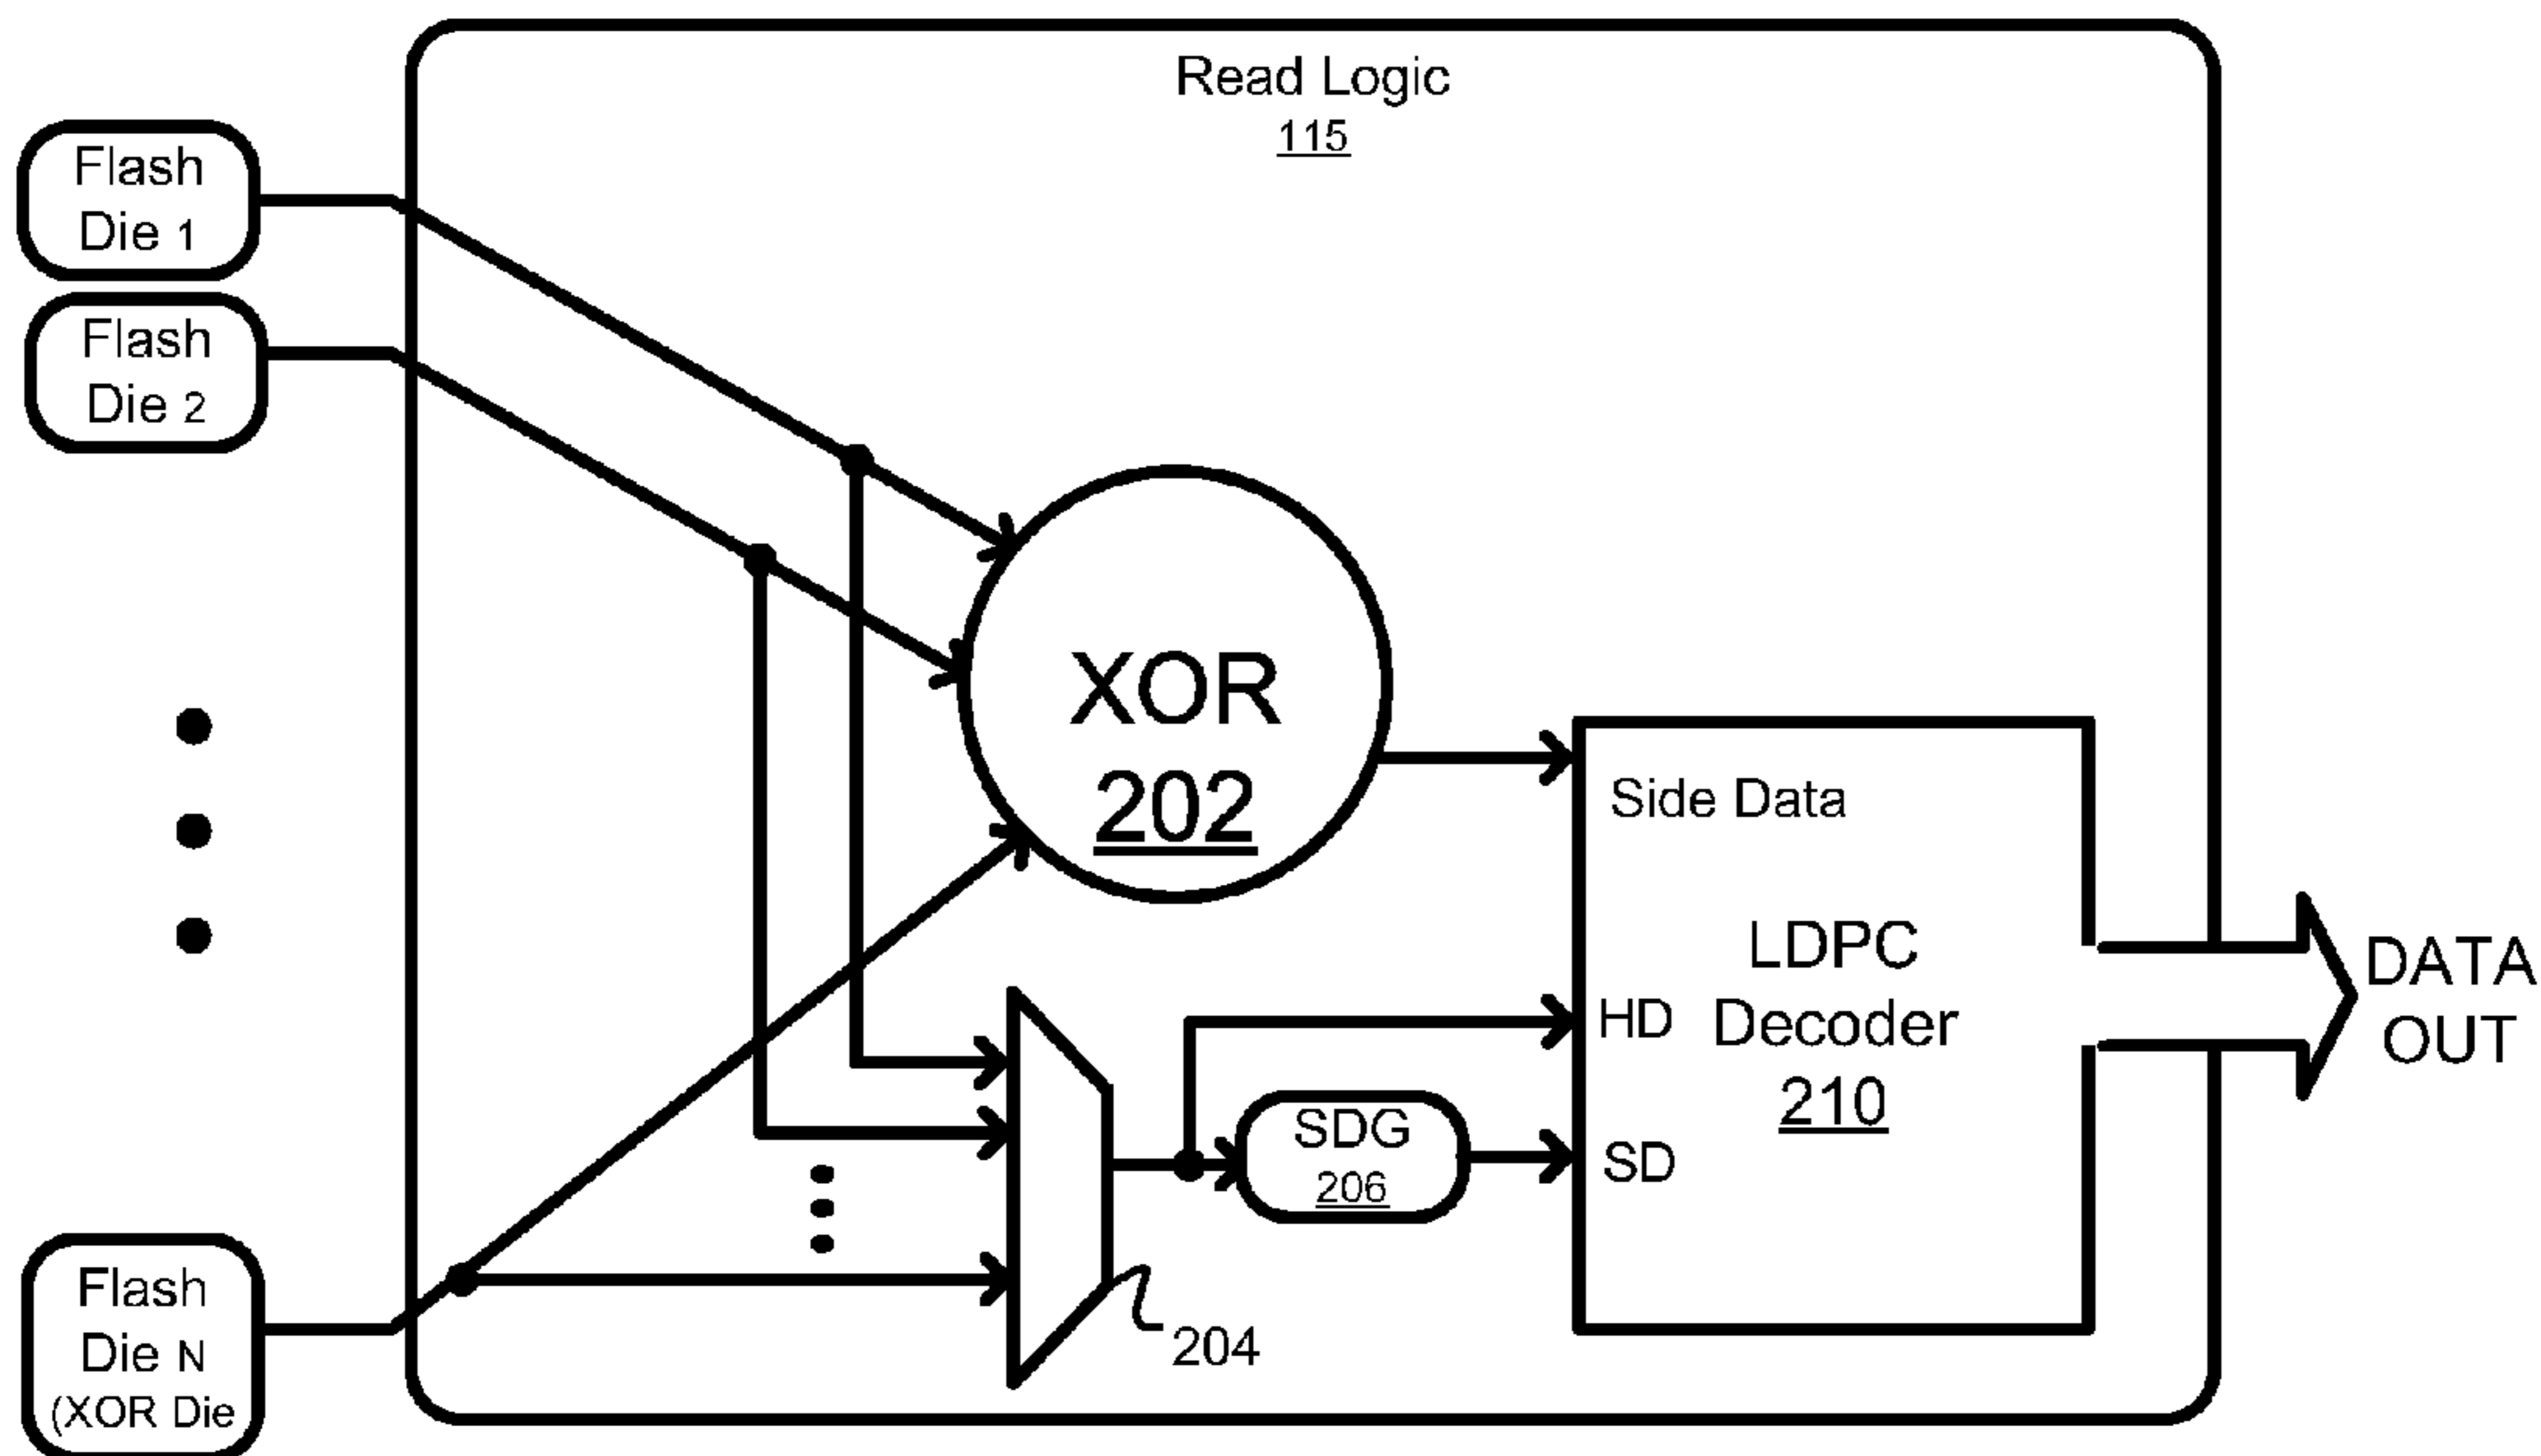 Read Logic
115
Flash
Die 1
Flash
Die 2
XOR
202
Side Data
LDPC
Decoder
210
HD
SD
DATA
OUT
SDG
206
204
Flash
Die N
(XOR Die